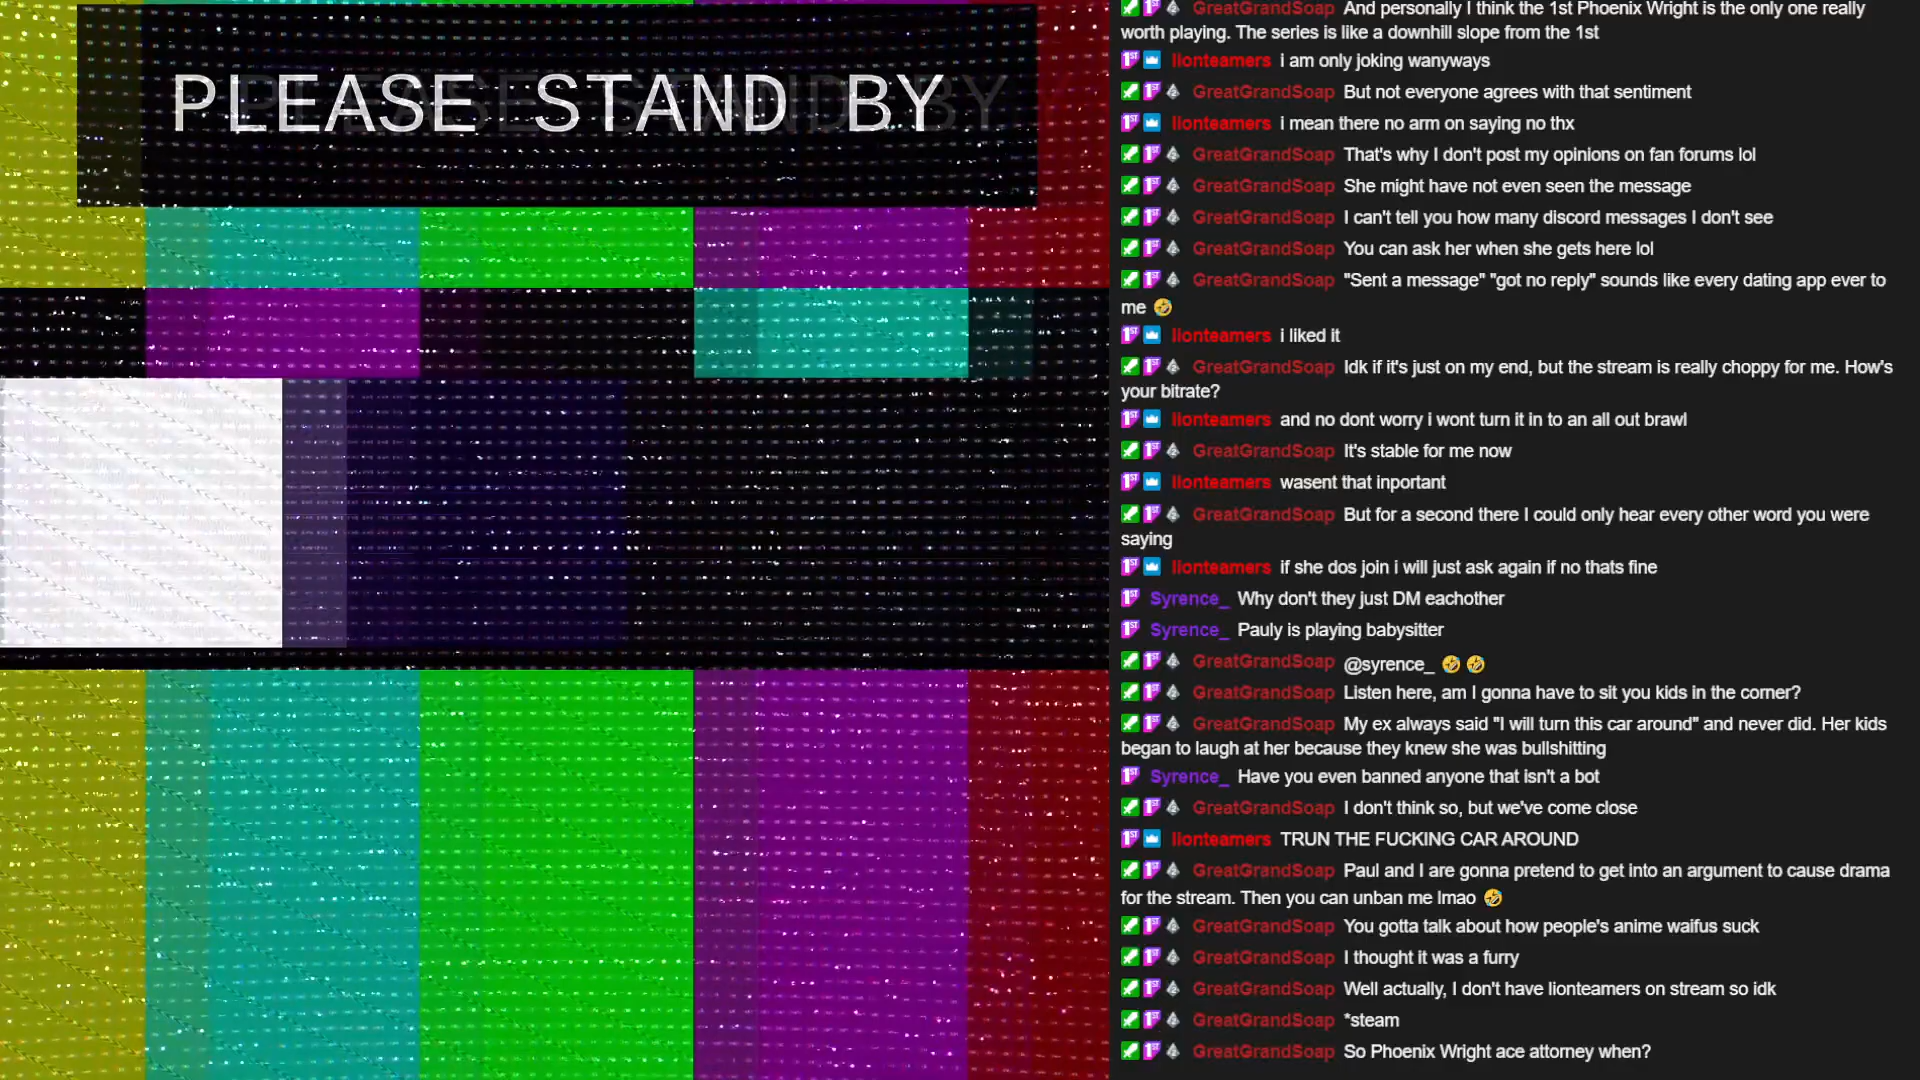 PLEASE STAND BY
GreatGrandSoap And personally I think the 1st Phoenix Wright is the only one really
worth playing. The series is like a downhill slope from the 1st
lionteamers i am only joking wanyways
GreatGrandSoap But not everyone agrees with that sentiment
lionteamers i mean there no arm on saying no thx
GreatGrandSoap That's why I don't post my opinions on fan forums lol
GreatGrandSoap She might have not even seen the message
GreatGrandSoap I can't tell you how many discord messages I don't see
GreatGrandSoap You can ask her when she gets here lol
GreatGrandSoap "Sent a message" "got no reply" sounds like every dating app ever to
me 🤣
lionteamers i liked it
GreatGrandSoap Idk if it's just on my end, but the stream is really choppy for me. How's
your bitrate?
lionteamers and no dont worry i wont turn it in to an all out brawl
GreatGrandSoap It's stable for me now
lionteamers wasent that inportant
GreatGrandSoap But for a second there I could only hear every other word you were
saying
lionteamers if she dos join i will just ask again if no thats fine
Syrence_ Why don't they just DM eachother
Syrence_ Pauly is playing babysitter
GreatGrandSoap @syrence_ 🤣 🤣
GreatGrandSoap Listen here, am I gonna have to sit you kids in the corner?
GreatGrandSoap My ex always said "I will turn this car around" and never did. Her kids
began to laugh at her because they knew she was bullshitting
Syrence_ Have you even banned anyone that isn't a bot
GreatGrandSoap I don't think so, but we've come close
lionteamers TRUN THE FUCKING CAR AROUND
GreatGrandSoap Paul and I are gonna pretend to get into an argument to cause drama
for the stream. Then you can unban me lmao 🤣
GreatGrandSoap You gotta talk about how people's anime waifus suck
GreatGrandSoap I thought it was a furry
GreatGrandSoap Well actually, I don't have lionteamers on stream so idk
GreatGrandSoap *steam
GreatGrandSoap So Phoenix Wright ace attorney when?